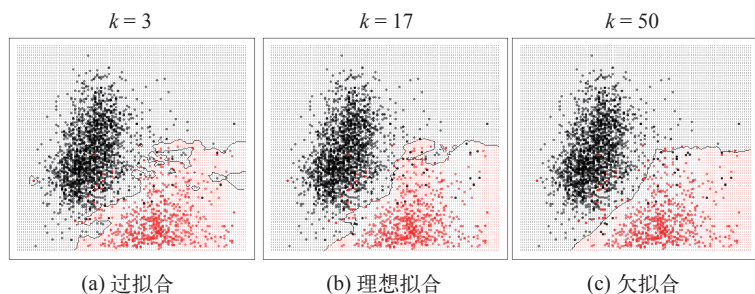 k = 3
k = 17
k = 50
(a) 过拟合
(b) 理想拟合
(c) 欠拟合